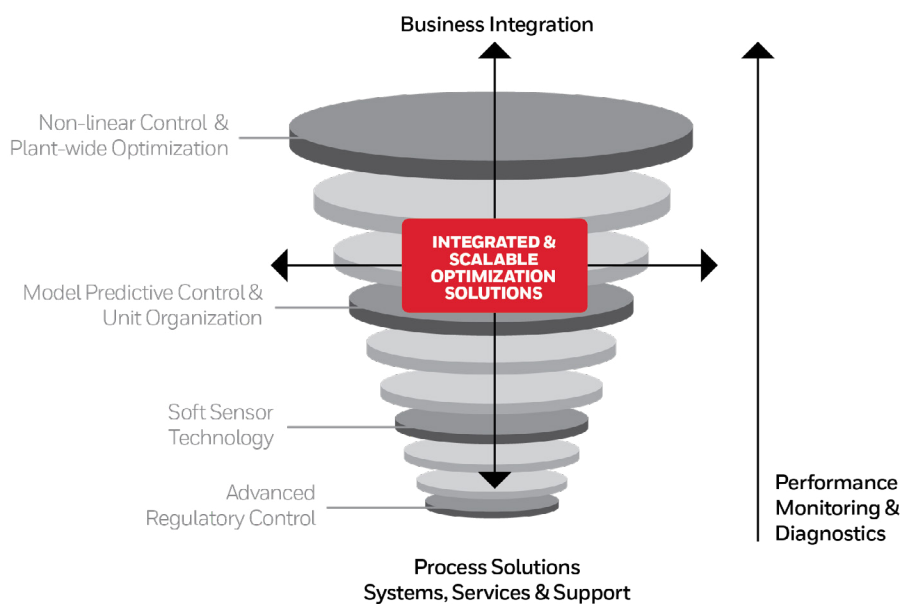 Business Integration
Non-linear Control &
Plant-wide Optimization
INTEGRATED &
SCALABLE
OPTIMIZATION
SOLUTIONS
Model Predictive Control &
Unit Organization
Soft Sensor
Technology
Advanced
Regulatory Control
Performance
Monitoring &
Diagnostics
Process Solutions
Systems, Services & Support